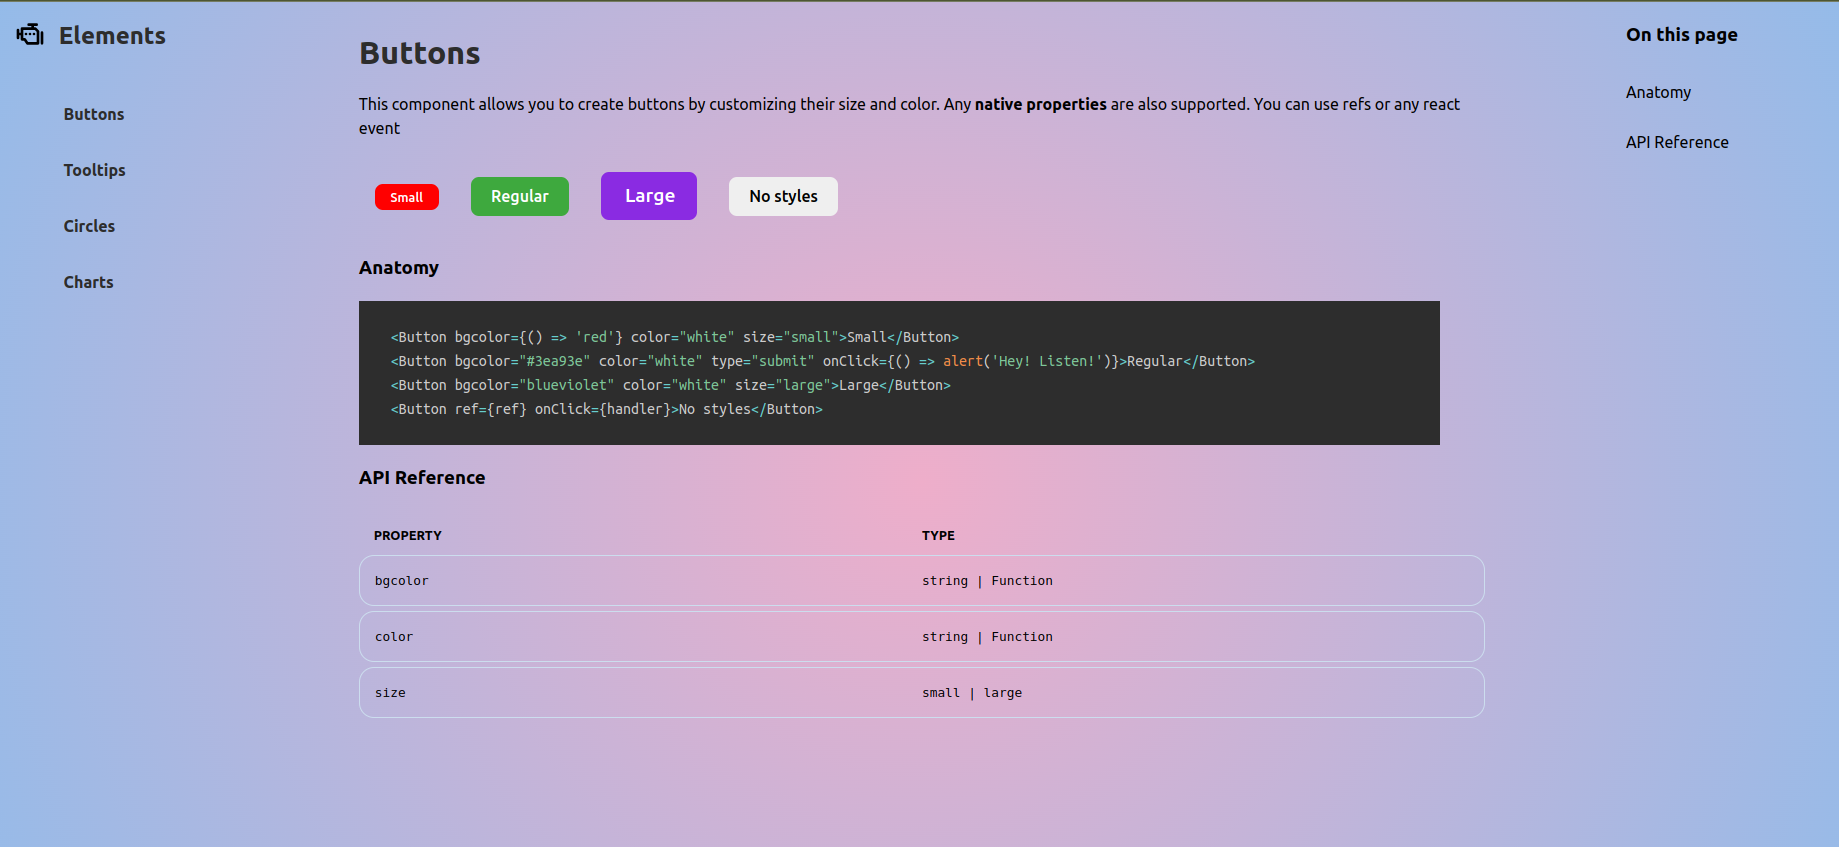 Elements
Buttons
Tooltips
Circles
Charts
Buttons
This component allows you to create buttons by customizing their size and color. Any native properties are also supported. You can use refs or any react
event
Small
Regular
Large
No styles
Anatomy
<Button bgcolor={() => 'red'} color="white" size="small">Small</Button>
<Button bgcolor="#3ea93e" color="white" type="submit" onClick={() => alert('Hey! Listen!')}>Regular</Button>
<Button bgcolor="blueviolet" color="white" size="large">Large</Button>
<Button ref={ref} onClick={handler}>No styles</Button>
API Reference
PROPERTY TYPE
bgcolor string | Function
color string | Function
size small | large
On this page
Anatomy
API Reference